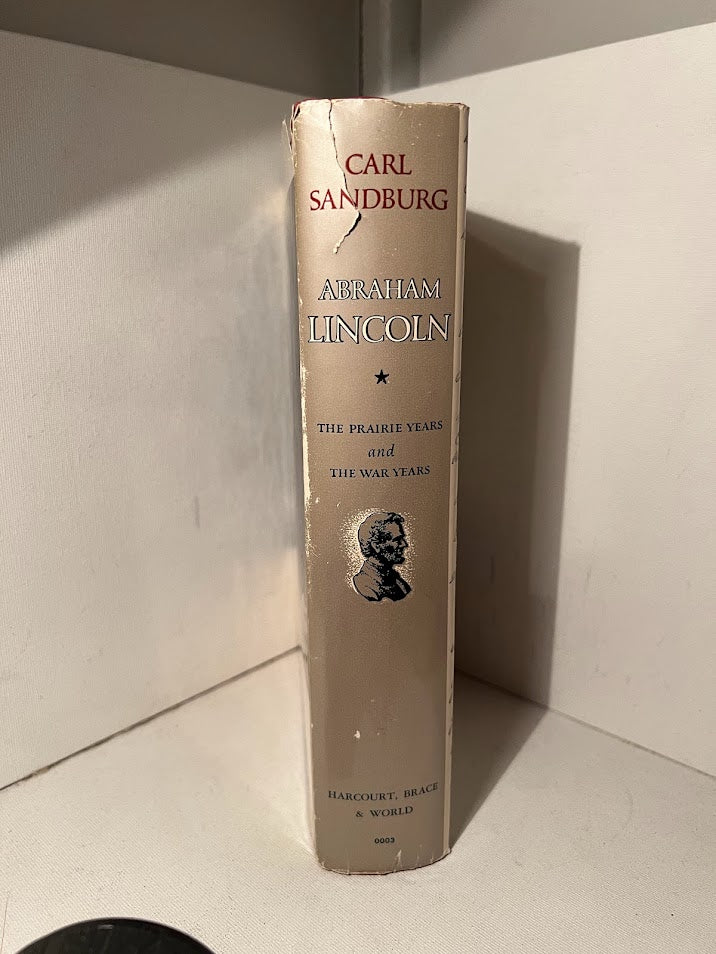 CARL
SANDBURG
ABRAHAM
LINCOLN
THE PRAIRIE YEARS
and
THE WAR YEARS
HARCOURT, BRACE
& WORLD
0003